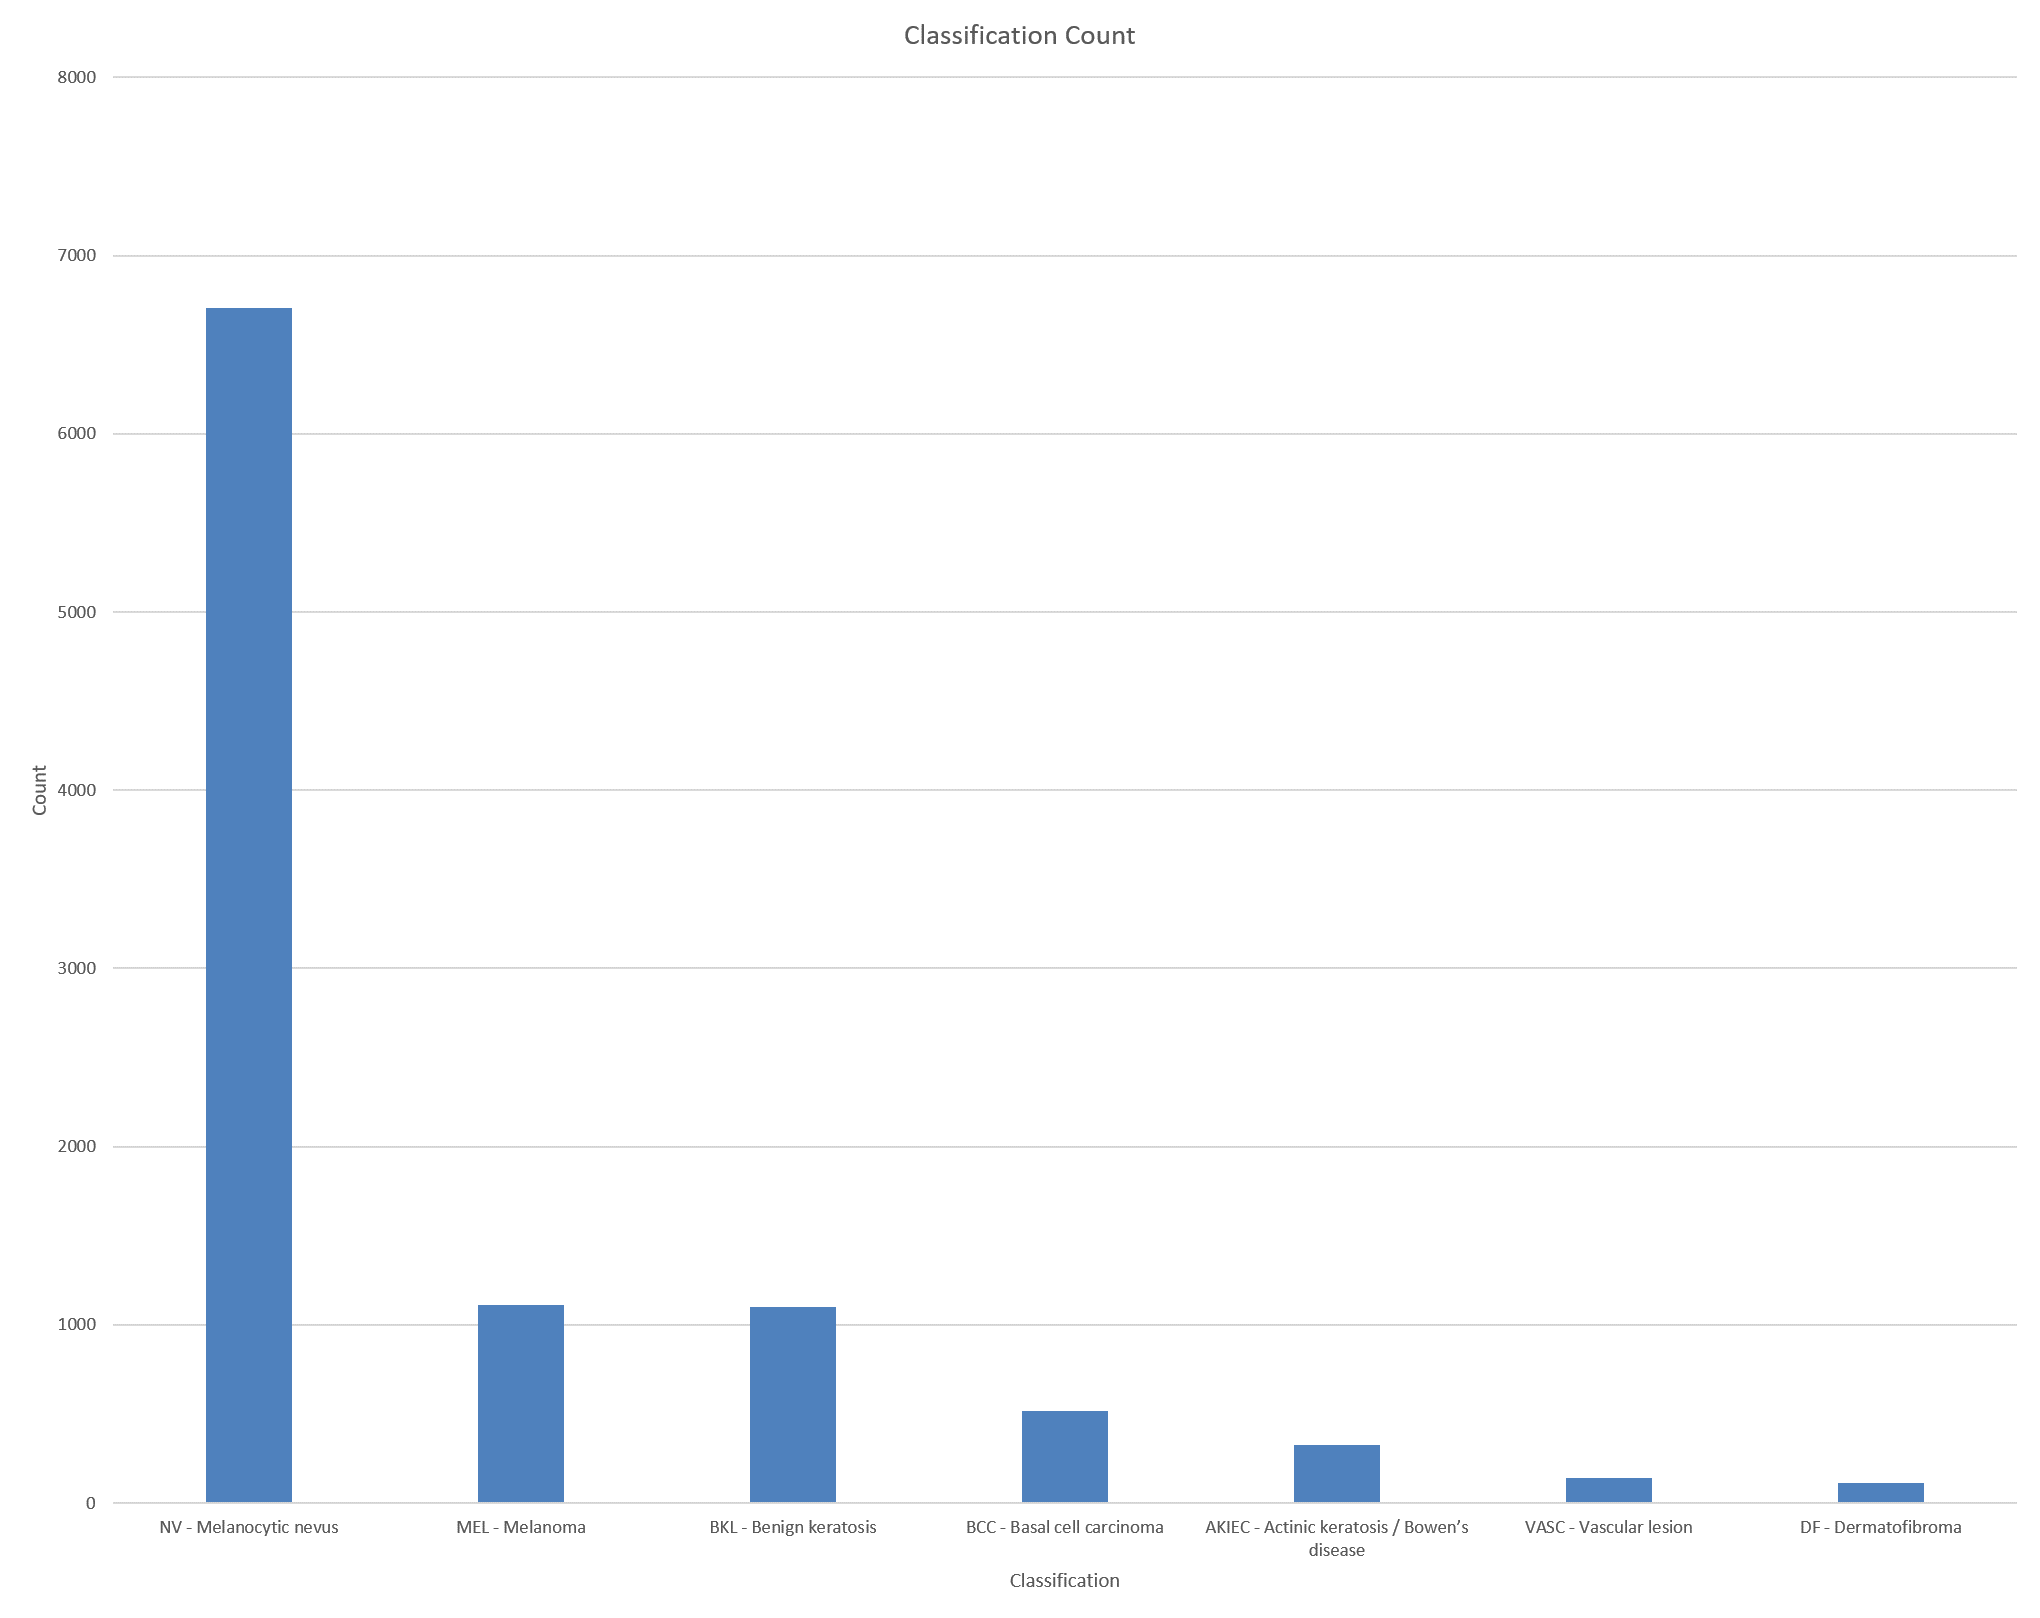 Classification Count
8000
7000
6000
5000
4000
3000
2000
1000
0
Count
NV - Melanocytic nevus
MEL - Melanoma
BKL - Benign keratosis
BCC - Basal cell carcinoma
AKIEC - Actinic keratosis / Bowen’s
disease
VASC - Vascular lesion
DF - Dermatofibroma
Classification